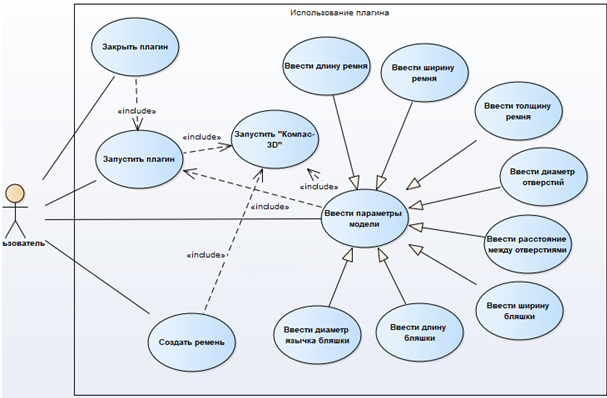 Использование плагина
Закрыть плагин
Ввести длину ремня
Ввести ширину
ремня
Ввести толщину
ремня
«include»
«include»
Запустить "Компас-
3D"
Запустить плагин
Ввести диаметр
отверстий
«include»
«include»
Ввести параметры
модели
льзователь
Ввести расстояние
между отверстиями
«include»
Ввести ширину
бляшки
Создать ремень
Ввести диаметр
язычка бляшки
Ввести длину
бляшки